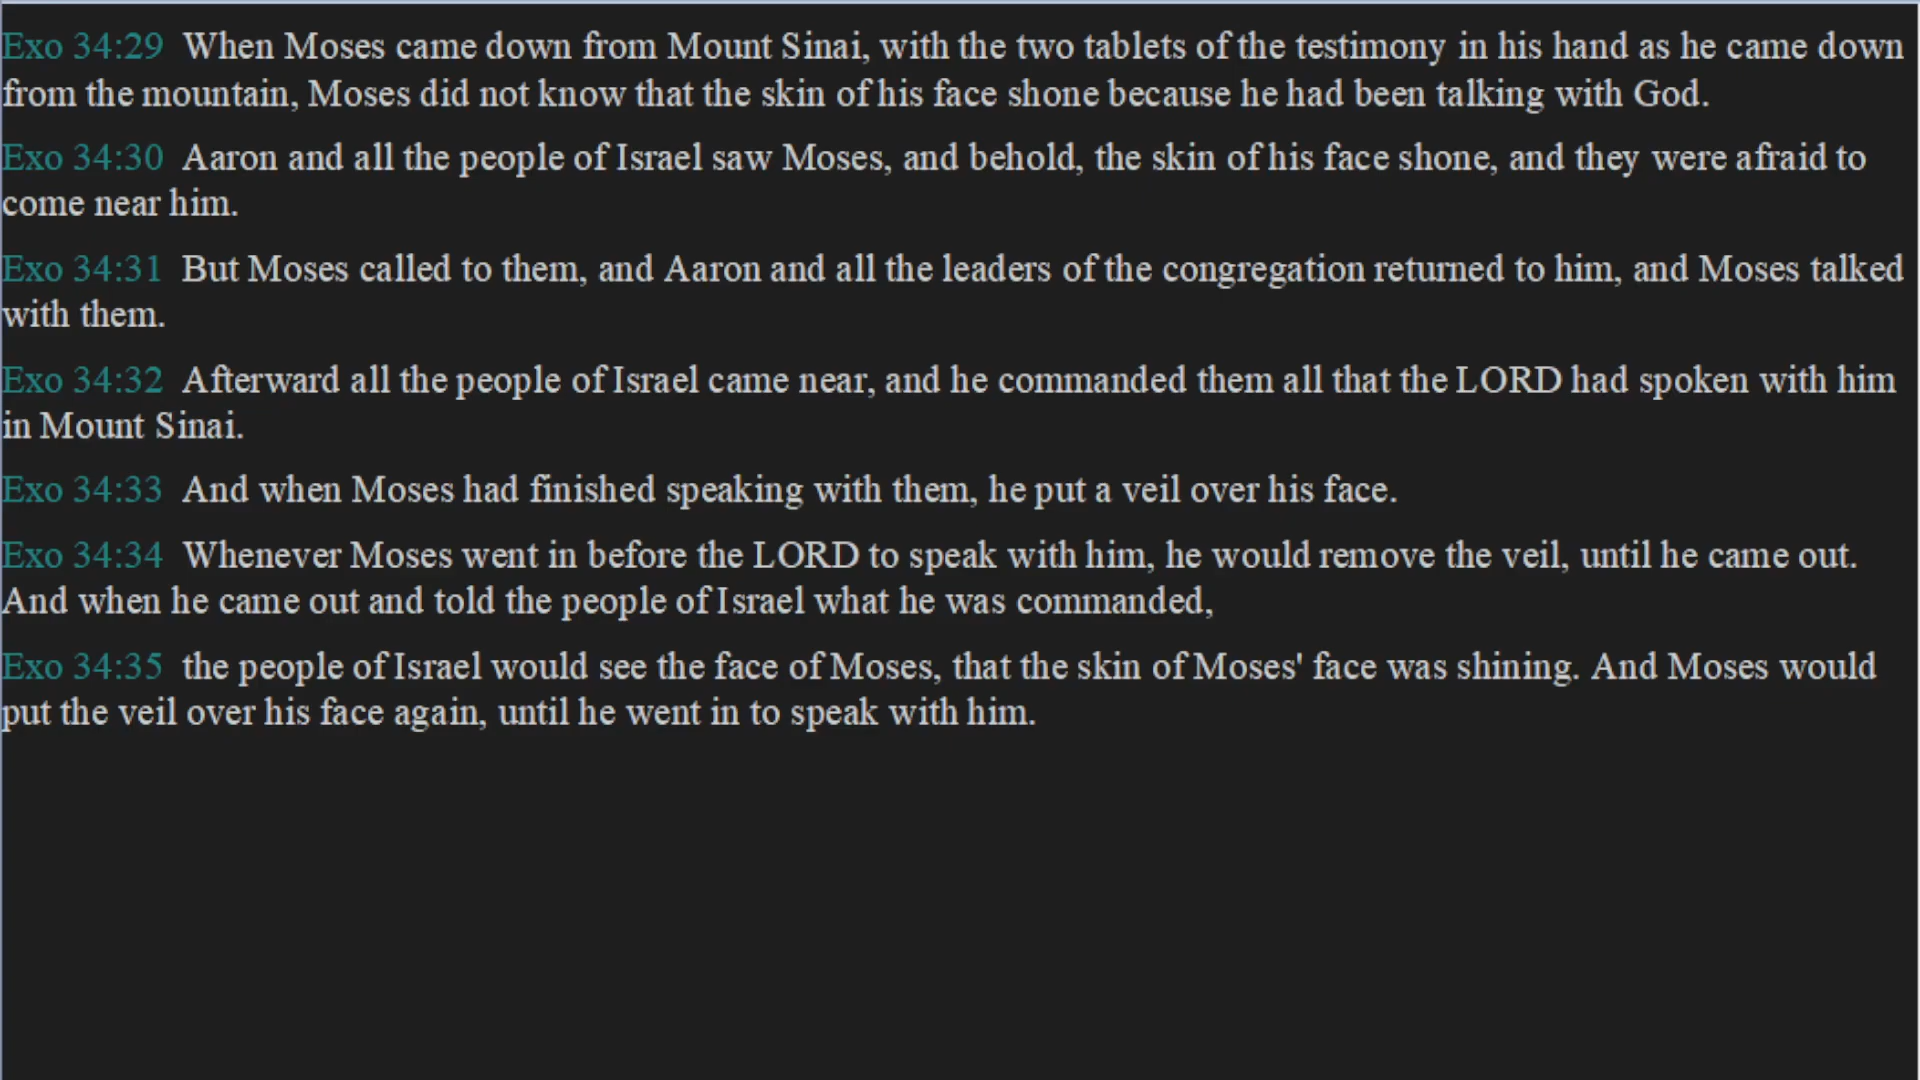 Exo 34:29 When Moses came down from Mount Sinai, with the two tablets of the testimony in his hand as he came down
from the mountain, Moses did not know that the skin of his face shone because he had been talking with God.
Exo 34:30 Aaron and all the people of Israel saw Moses, and behold, the skin of his face shone, and they were afraid to
come near him.
Exo 34:31 But Moses called to them, and Aaron and all the leaders of the congregation returned to him, and Moses talked
with them.
Exo 34:32 Afterward all the people of Israel came near, and he commanded them all that the LORD had spoken with him
in Mount Sinai.
Exo 34:33 And when Moses had finished speaking with them, he put a veil over his face.
Exo 34:34 Whenever Moses went in before the LORD to speak with him, he would remove the veil, until he came out.
And when he came out and told the people of Israel what he was commanded,
Exo 34:35 the people of Israel would see the face of Moses, that the skin of Moses' face was shining. And Moses would
put the veil over his face again, until he went in to speak with him.